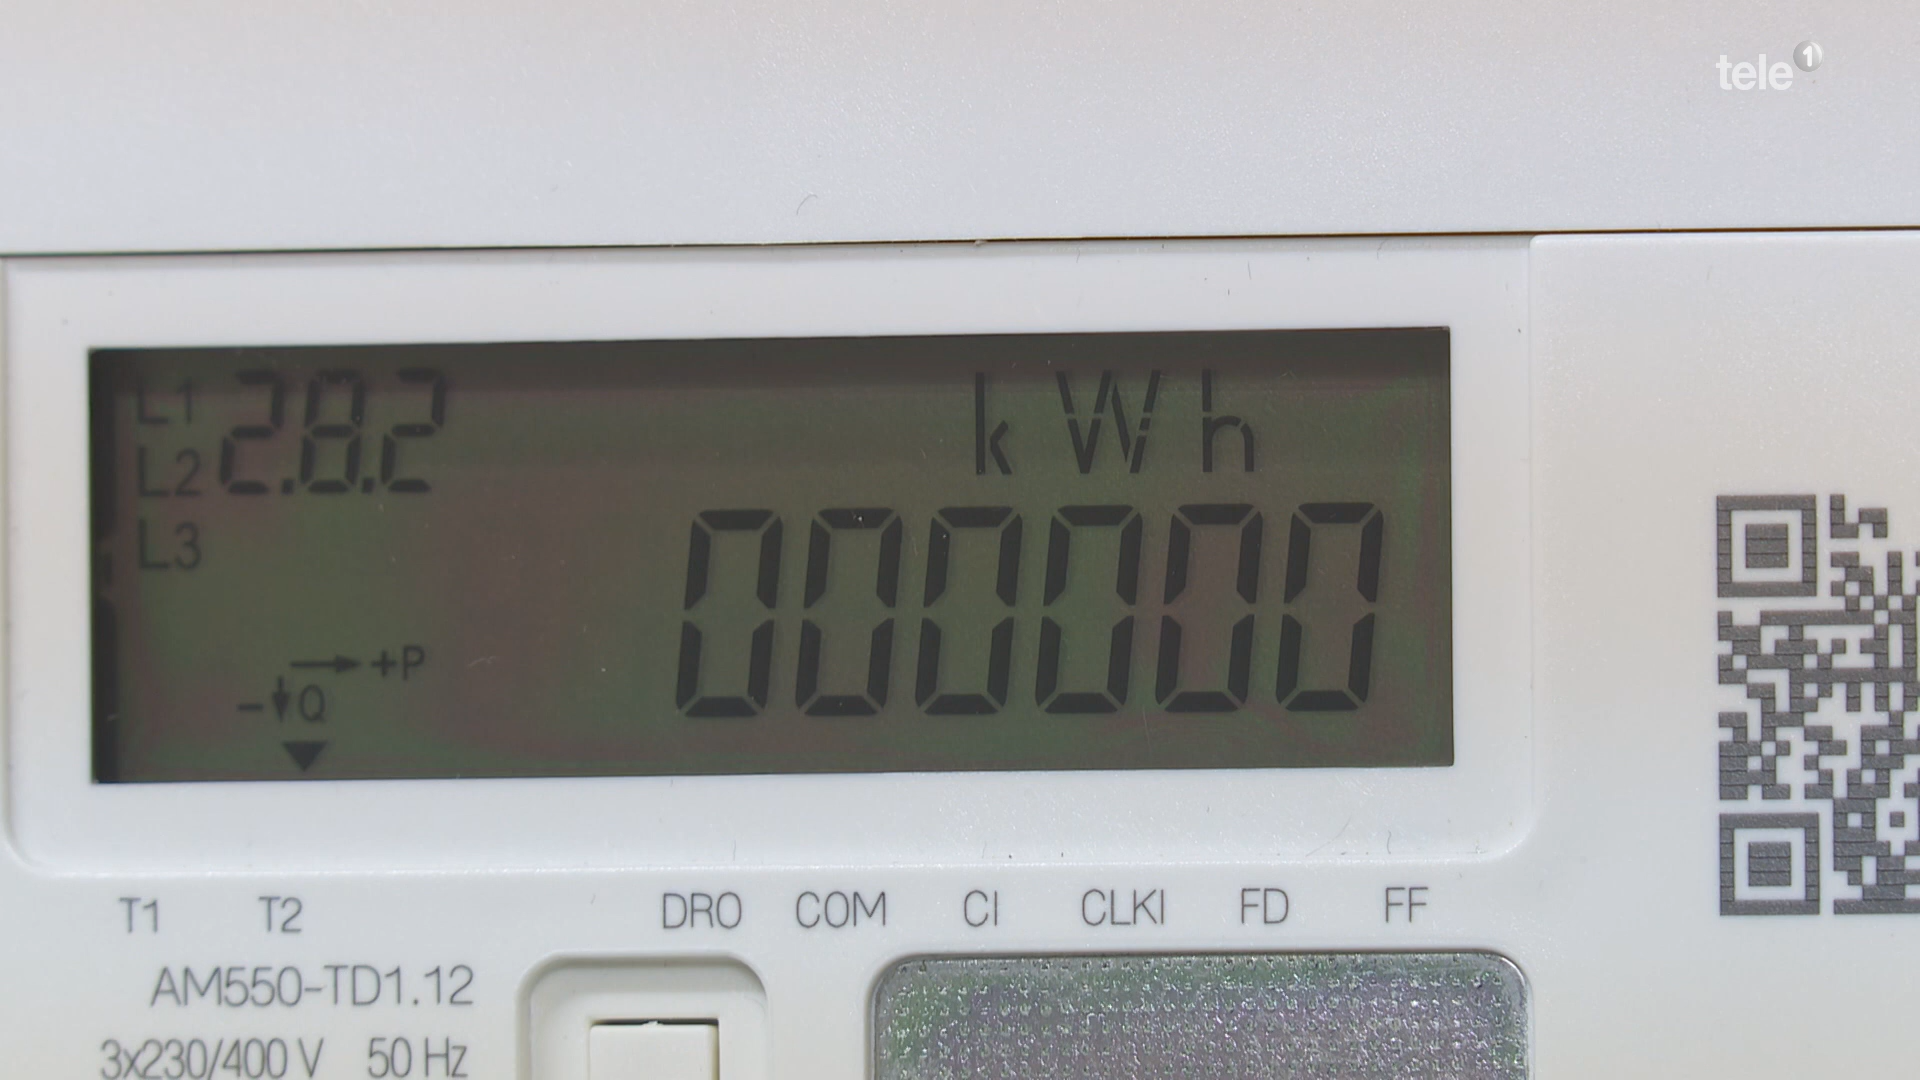 tele1
L1 2.8.2 kWh
L2
L3
000000
+P
-Q
T1 T2 DRO COM CI CLKI FD FF
AM550-TD1.12
3x230/400 V 50 Hz